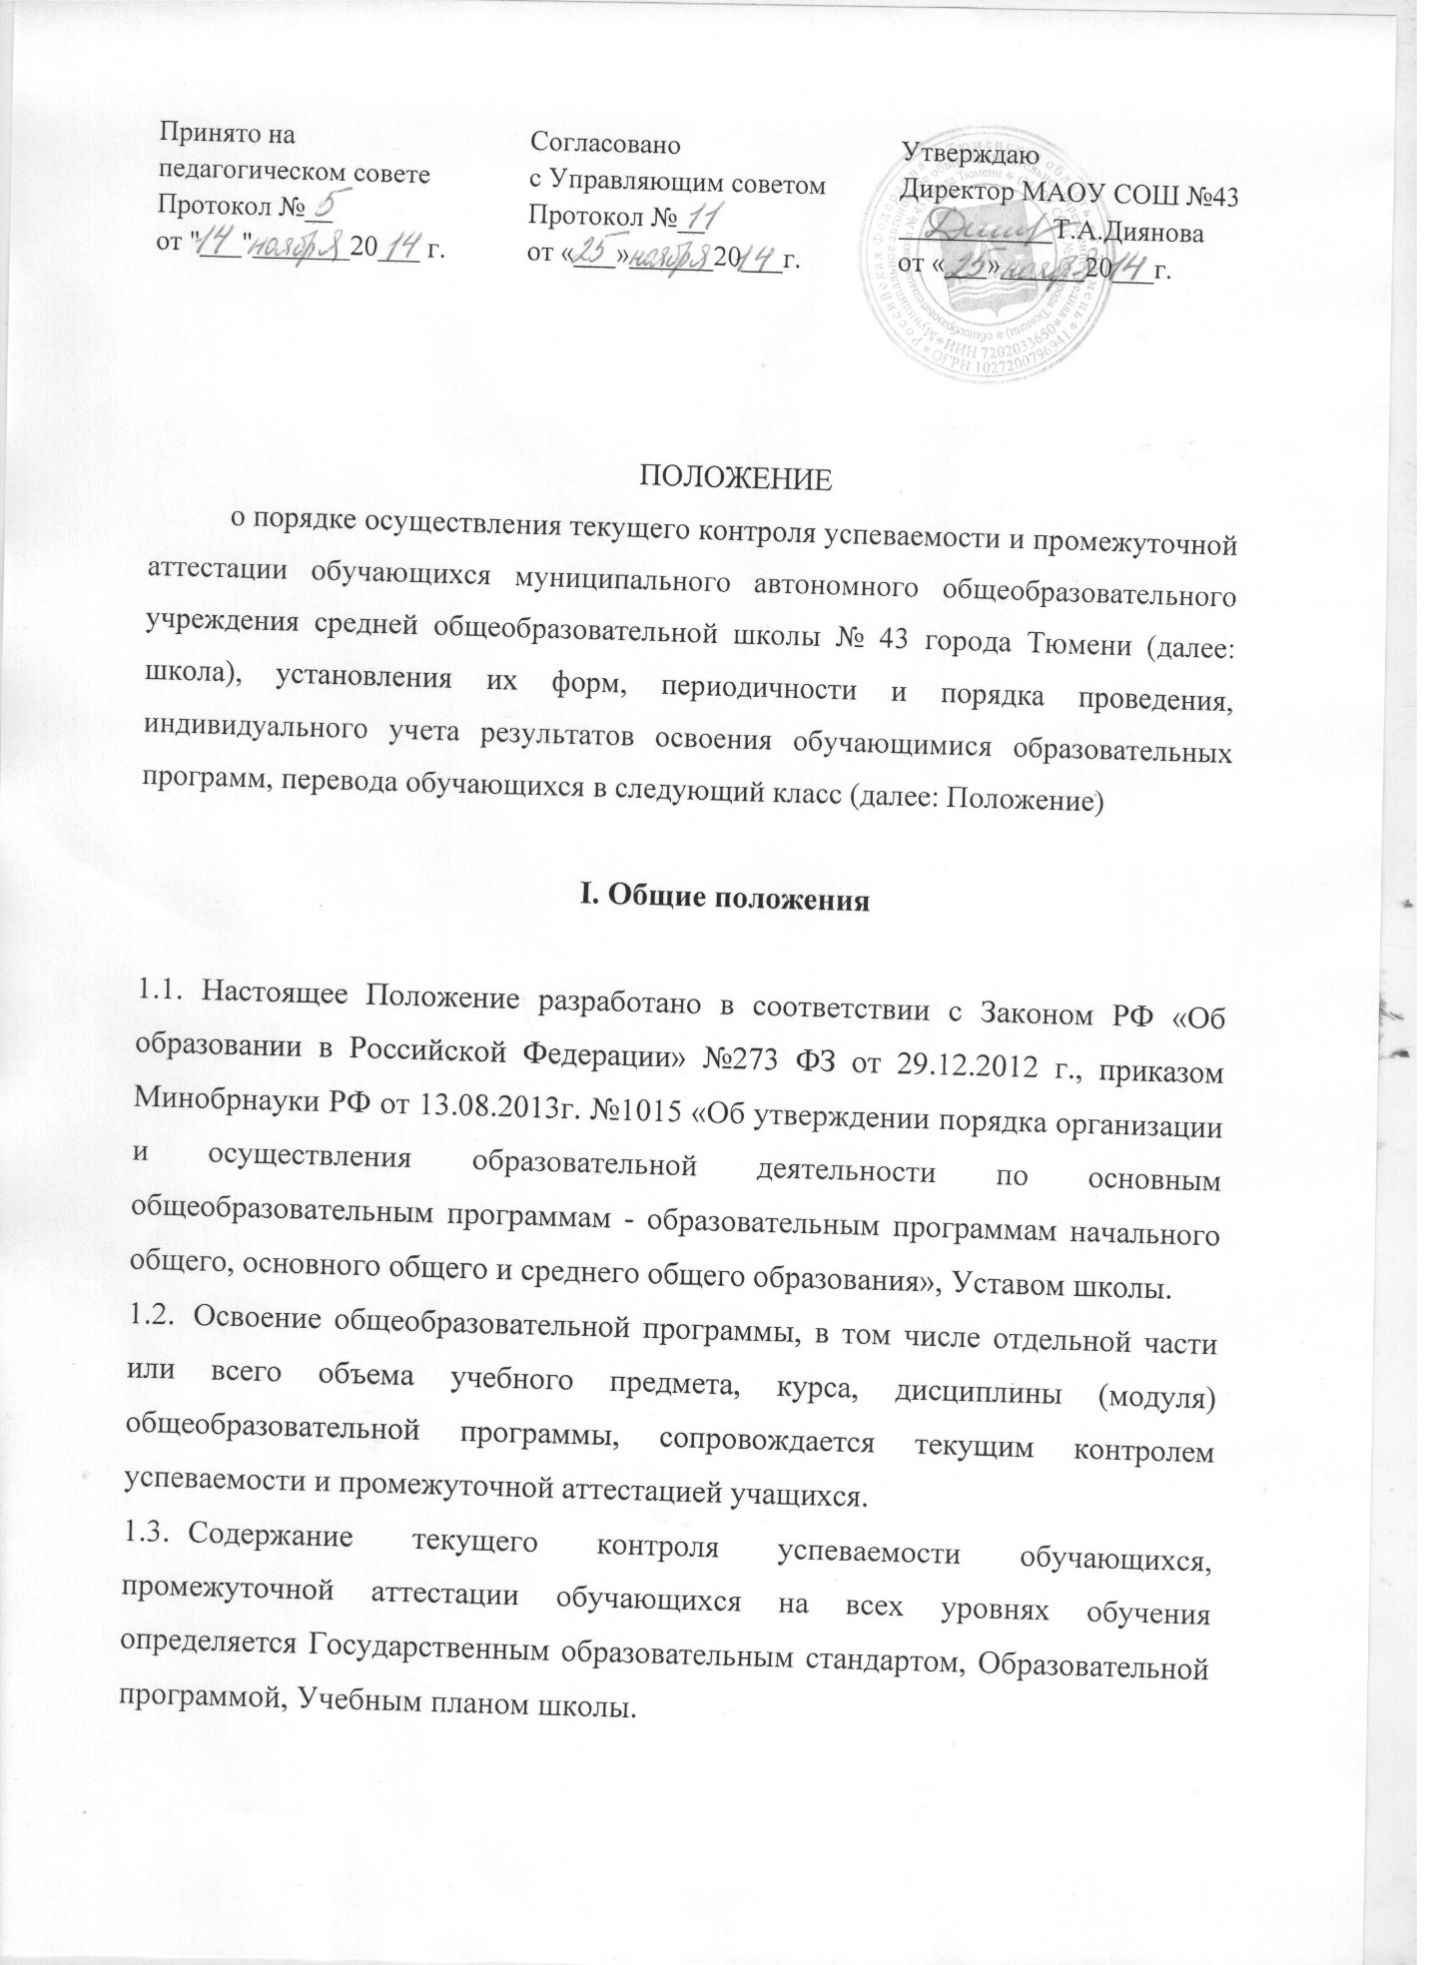 Принято на
педагогическом совете
Протокол № 5
от "14" ноября 2014 г.
Согласовано
с Управляющим советом
Протокол № 11
от «25» ноября 2014 г.
Утверждаю
Директор МАОУ СОШ №43
Т.А.Диянова
от «25» ноября 2014 г.
ИНН 7202033650
ОГРН 1027200796941
ПОЛОЖЕНИЕ
о порядке осуществления текущего контроля успеваемости и промежуточной
аттестации обучающихся муниципального автономного общеобразовательного
учреждения средней общеобразовательной школы № 43 города Тюмени (далее:
школа), установления их форм, периодичности и порядка проведения,
индивидуального учета результатов освоения обучающимися образовательных
программ, перевода обучающихся в следующий класс (далее: Положение)
I. Общие положения
1.1. Настоящее Положение разработано в соответствии с Законом РФ «Об
образовании в Российской Федерации» №273 ФЗ от 29.12.2012 г., приказом
Минобрнауки РФ от 13.08.2013г. №1015 «Об утверждении порядка организации
и осуществления образовательной деятельности по основным
общеобразовательным программам - образовательным программам начального
общего, основного общего и среднего общего образования», Уставом школы.
1.2. Освоение общеобразовательной программы, в том числе отдельной части
или всего объема учебного предмета, курса, дисциплины (модуля)
общеобразовательной программы, сопровождается текущим контролем
успеваемости и промежуточной аттестацией учащихся.
1.3. Содержание текущего контроля успеваемости обучающихся,
промежуточной аттестации обучающихся на всех уровнях обучения
определяется Государственным образовательным стандартом, Образовательной
программой, Учебным планом школы.